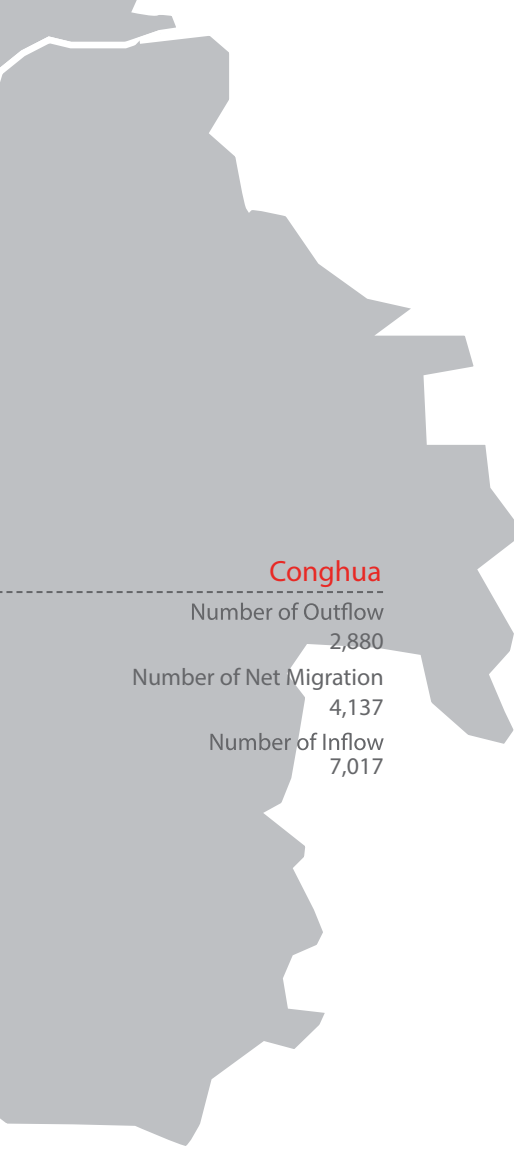 Conghua
Number of Outflow
2,880
Number of Net Migration
4,137
Number of Inflow
7,017